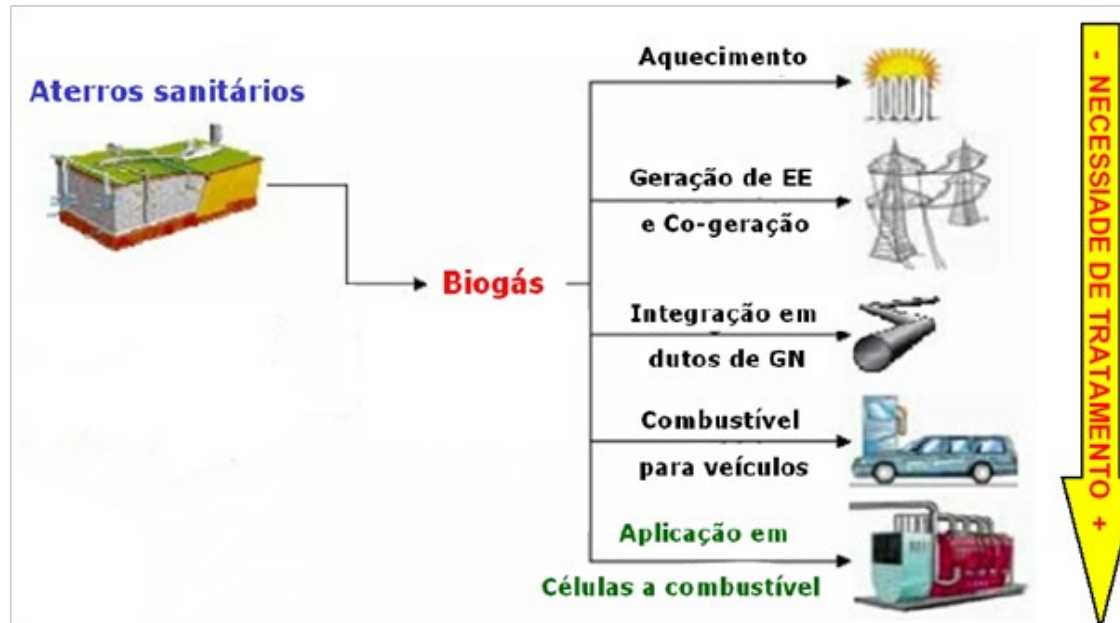 Aterros sanitários
Biogás
Aquecimento
Geração de EE
e Co-geração
Integração em
dutos de GN
Combustível
para veículos
Aplicação em
Células a combustível
- NECESSIADE DE TRATAMENTO +